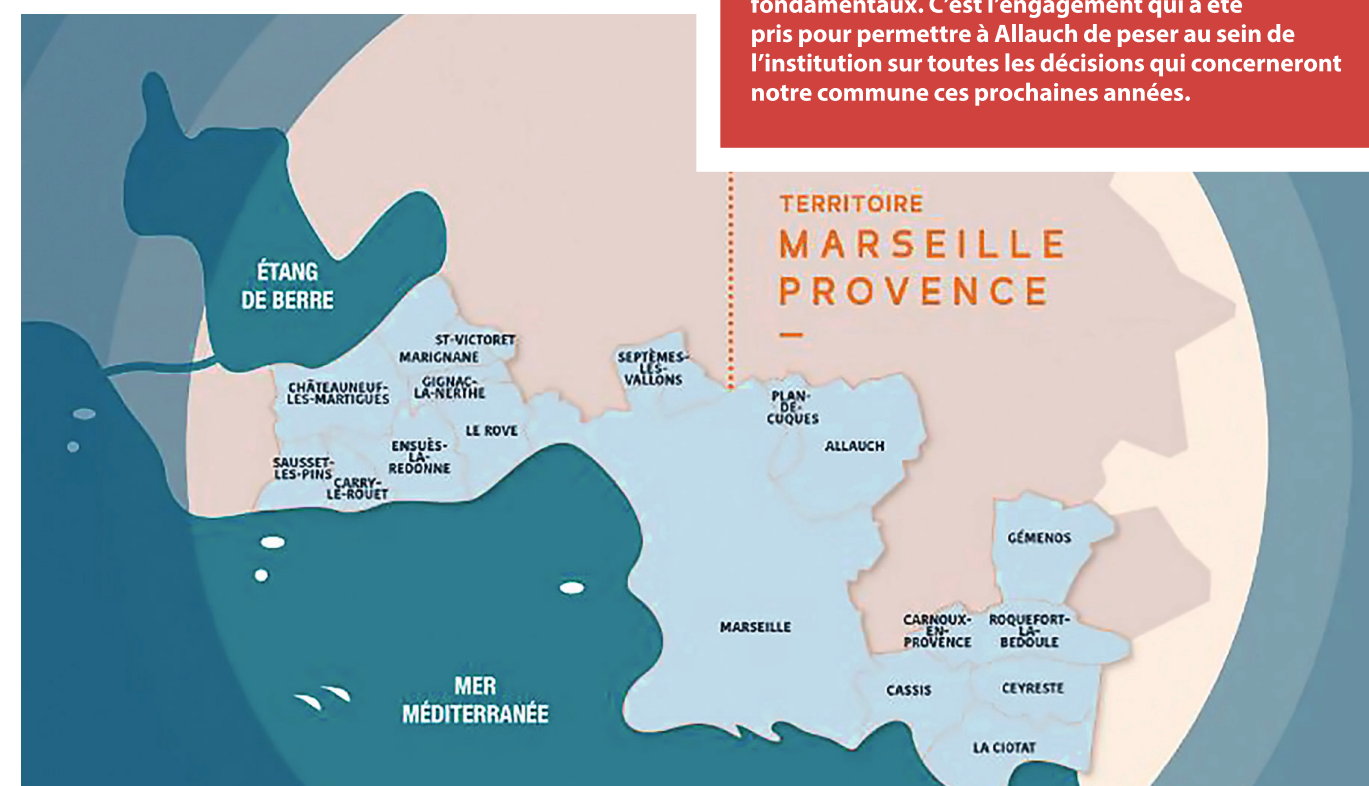 fondamentaux. C'est l'engagement qui a été
pris pour permettre à Allauch de peser au sein de
l'institution sur toutes les décisions qui concerneront
notre commune ces prochaines années.
TERRITOIRE
MARSEILLE
PROVENCE
ÉTANG
DE BERRE
ST-VICTORET
MARIGNANE
CHÂTEAUNEUF-
LES-MARTIGUES
GIGNAC-
LA-NERTHE
SEPTÈMES-
LES-
VALLONS
PLAN-
DE-
CUQUES
ALLAUCH
LE ROVE
ENSUÈS-
LA-
REDONNE
SAUSSET-
LES-PINS
CARRY-
LE-ROUET
GÉMENOS
MARSEILLE
CARNOUX-
EN-
PROVENCE
ROQUEFORT-
LA-
BEDOULE
CASSIS
CEYRESTE
LA CIOTAT
MER
MÉDITERRANÉE